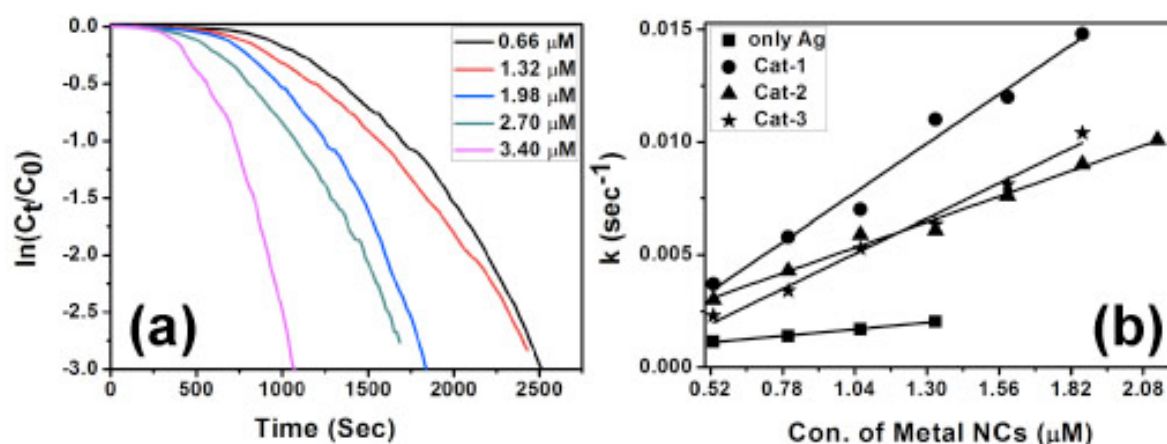 0.0
-0.5
-1.0
-1.5
-2.0
-2.5
-3.0
ln(Ct/C0)
0.66 μM
1.32 μM
1.98 μM
2.70 μM
3.40 μM
(a)
0 500 1000 1500 2000 2500
Time (Sec)
0.015
0.010
0.005
0.000
k (sec-1)
only Ag
Cat-1
Cat-2
Cat-3
(b)
0.52 0.78 1.04 1.30 1.56 1.82 2.08
Con. of Metal NCs (μM)